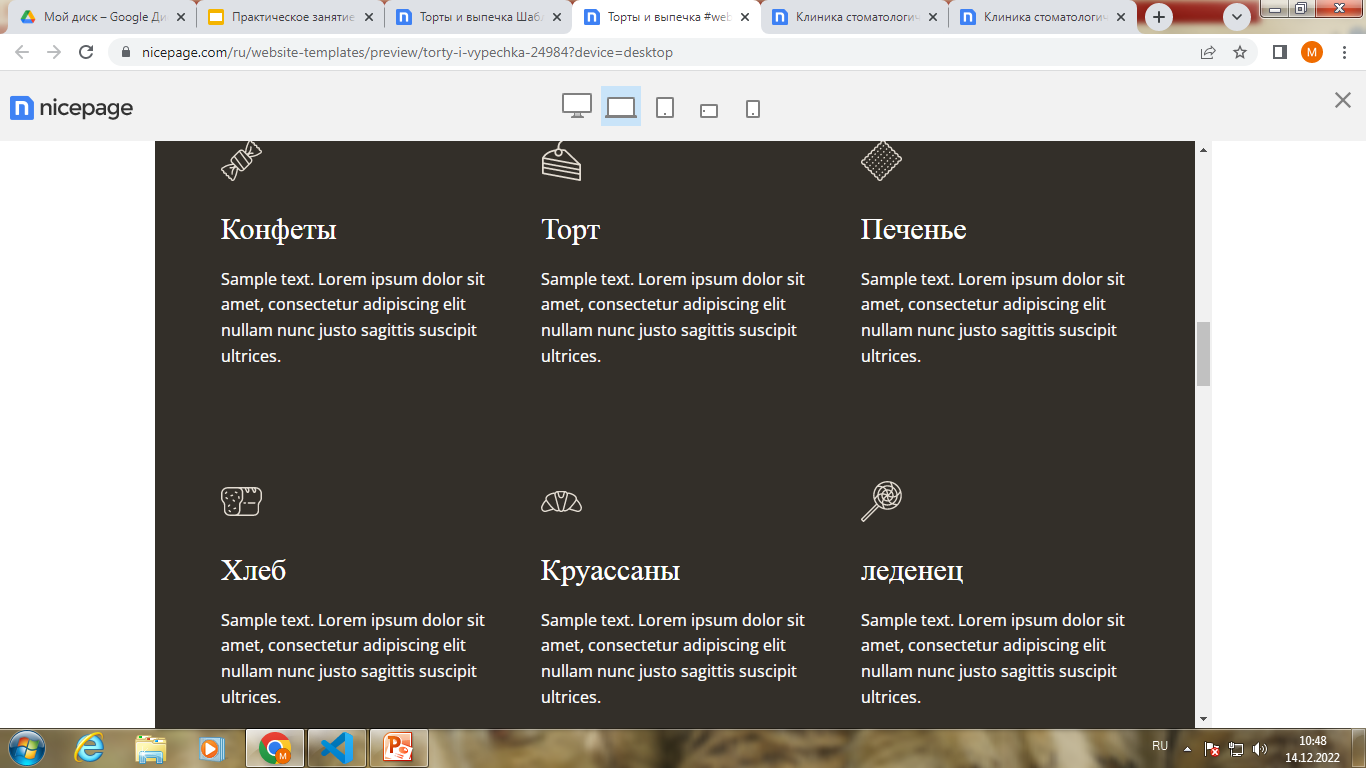 Мой диск – Google Ди
Практическое занятие
Торты и выпечка Шаб
Торты и выпечка #web
Клиника стоматологич
Клиника стоматологич
nicepage.com/ru/website-templates/preview/torty-i-vypechka-24984?device=desktop
M
nicepage
Конфеты
Sample text. Lorem ipsum dolor sit
amet, consectetur adipiscing elit
nullam nunc justo sagittis suscipit
ultrices.
Торт
Sample text. Lorem ipsum dolor sit
amet, consectetur adipiscing elit
nullam nunc justo sagittis suscipit
ultrices.
Печенье
Sample text. Lorem ipsum dolor sit
amet, consectetur adipiscing elit
nullam nunc justo sagittis suscipit
ultrices.
Хлеб
Sample text. Lorem ipsum dolor sit
amet, consectetur adipiscing elit
nullam nunc justo sagittis suscipit
ultrices.
Круассаны
Sample text. Lorem ipsum dolor sit
amet, consectetur adipiscing elit
nullam nunc justo sagittis suscipit
ultrices.
леденец
Sample text. Lorem ipsum dolor sit
amet, consectetur adipiscing elit
nullam nunc justo sagittis suscipit
ultrices.
RU
10:48
14.12.2022